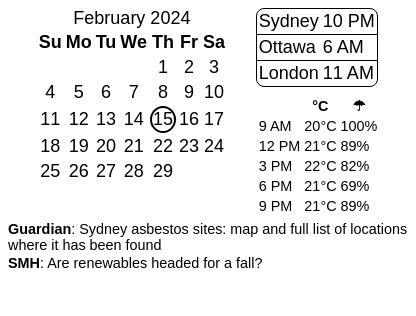 February 2024
Su Mo Tu We Th Fr Sa
1 2 3
4 5 6 7 8 9 10
11 12 13 14 15 16 17
18 19 20 21 22 23 24
25 26 27 28 29
Sydney 10 PM
Ottawa 6 AM
London 11 AM
°C ☂
9 AM 20°C 100%
12 PM 21°C 89%
3 PM 22°C 82%
6 PM 21°C 69%
9 PM 21°C 89%
Guardian: Sydney asbestos sites: map and full list of locations
where it has been found
SMH: Are renewables headed for a fall?